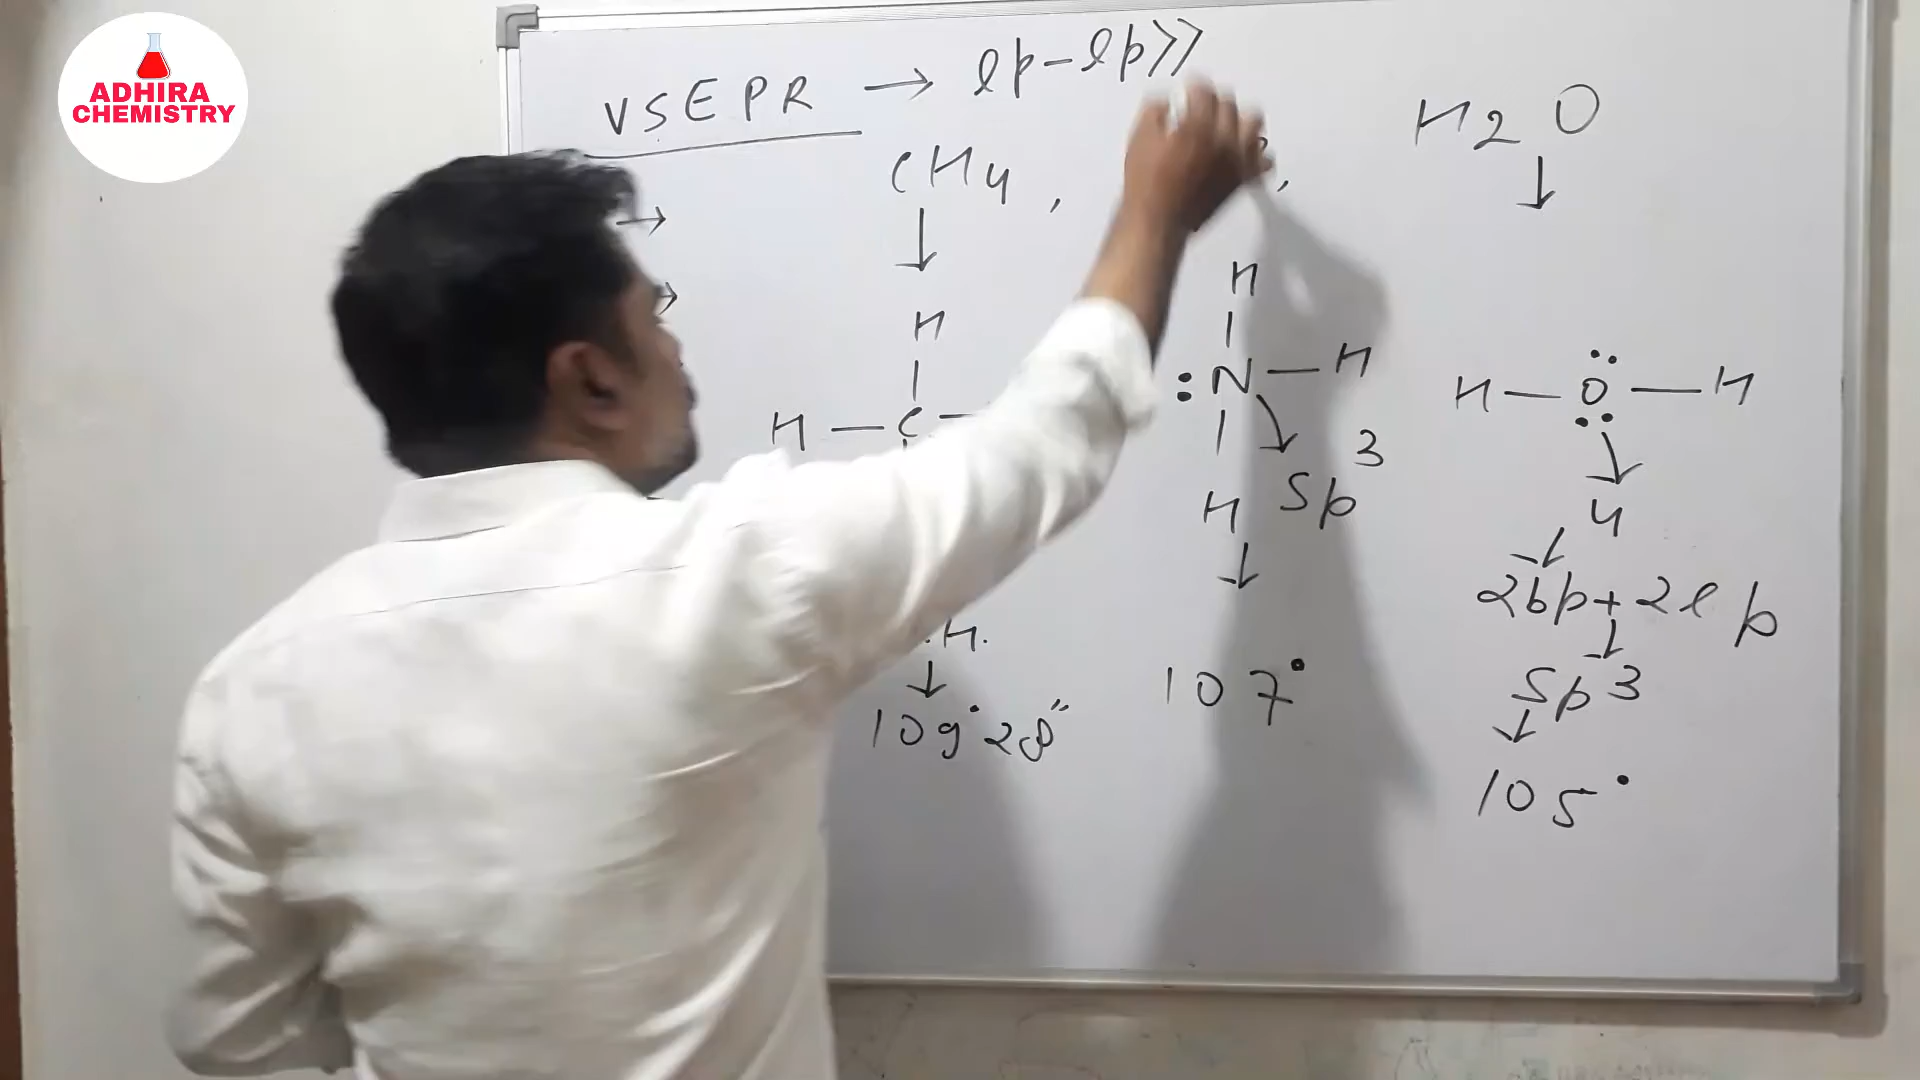 ADHIRA
CHEMISTRY
VSEPR → lp-lp>>
CH4 ,
,
H2O
↓
↓
→
→
H
|
H — C —
H
|
:N — H
|
H
sp3
↓
107°
.H.
↓
109°28"
H — O — H
4
2bp+2lp
↓
sp3
↓
105°